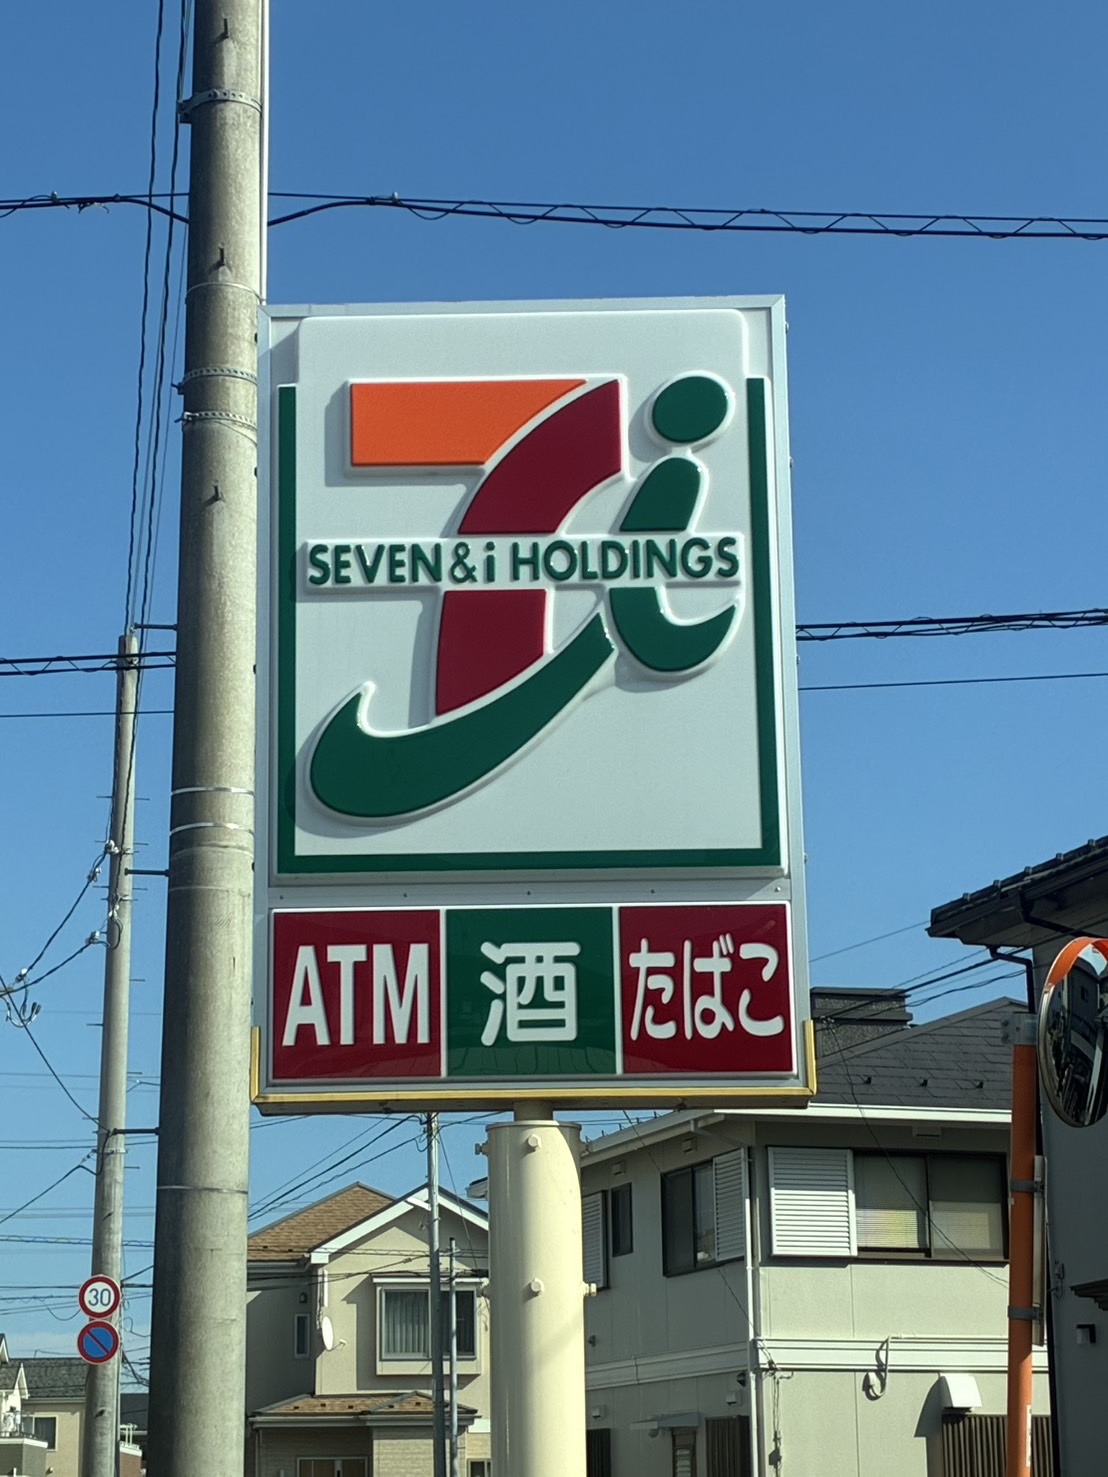 SEVEN&i HOLDINGS
ATM 酒 たばこ
30